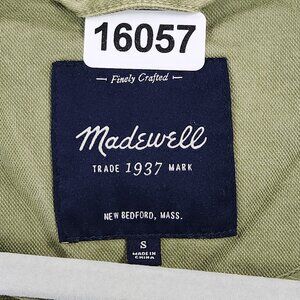 16057
Finely Crafted
Madewell
TRADE 1937 MARK
NEW BEDFORD, MASS.
S
MADE IN
CHINA